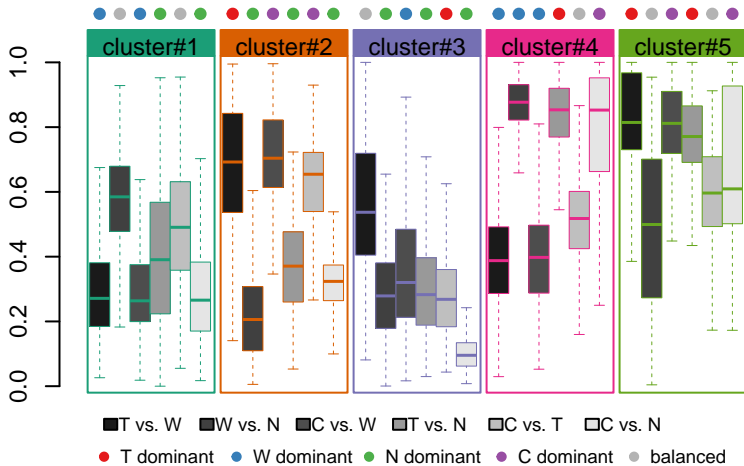 cluster#1 cluster#2 cluster#3 cluster#4 cluster#5
1.0
0.8
0.6
0.4
0.2
0.0
T vs. W W vs. N C vs. W T vs. N C vs. T C vs. N
T dominant W dominant N dominant C dominant balanced